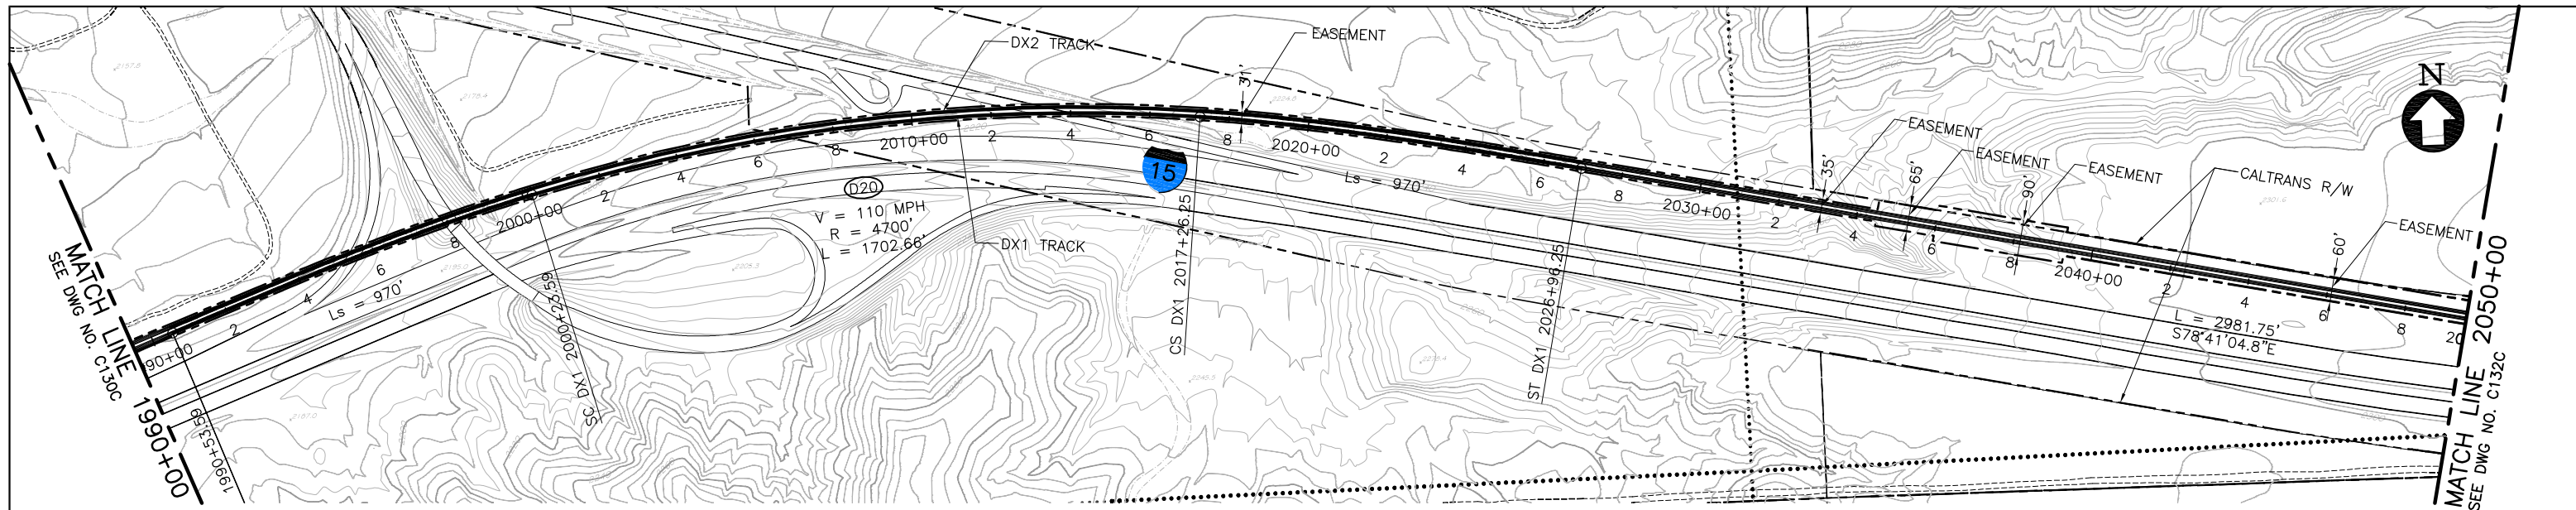 DX2 TRACK
EASEMENT
31'
N
EASEMENT
EASEMENT
EASEMENT
CALTRANS R/W
EASEMENT
35'
65'
90'
60'
MATCH LINE 1990+00
SEE DWG NO. C130C
90+00
2
4
6
8
2000+00
2
4
6
8
2010+00
2
4
6
8
2020+00
2
4
6
8
2030+00
2
4
6
8
2040+00
2
4
6
8
20
Ls = 970'
1990+53.59
SC DX1 2000+23.59
D20
V = 110 MPH
R = 4700'
L = 1702.66'
DX1 TRACK
15
CS DX1 2017+26.25
Ls = 970'
ST DX1 2026+96.25
L = 2981.75'
S78°41'04.8"E
MATCH LINE 2050+00
SEE DWG NO. C132C